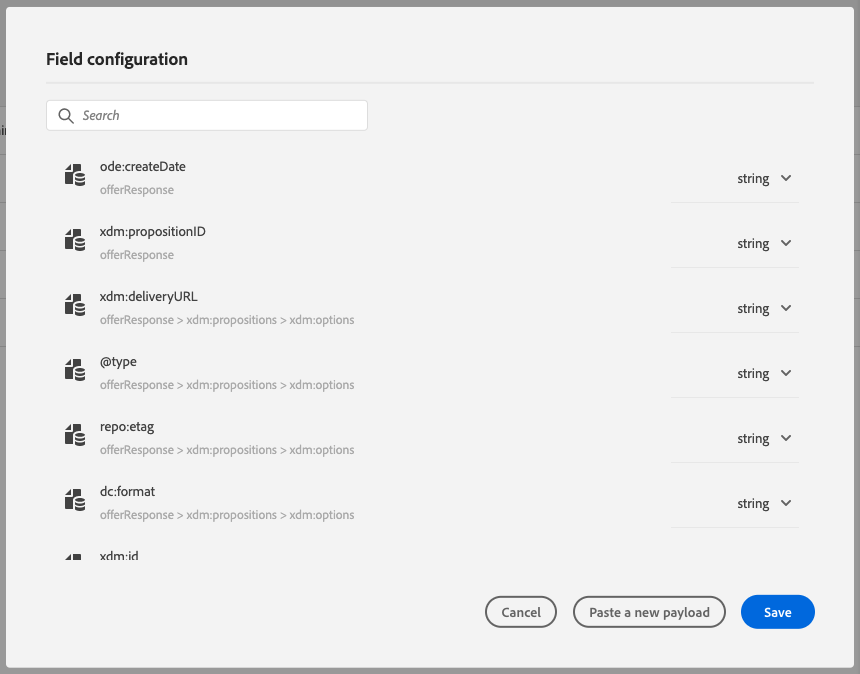 Field configuration
Search
ode:createDate
offerResponse
string
xdm:propositionID
offerResponse
string
xdm:deliveryURL
offerResponse > xdm:propositions > xdm:options
string
@type
offerResponse > xdm:propositions > xdm:options
string
repo:etag
offerResponse > xdm:propositions > xdm:options
string
dc:format
offerResponse > xdm:propositions > xdm:options
string
xdm:id
Cancel
Paste a new payload
Save